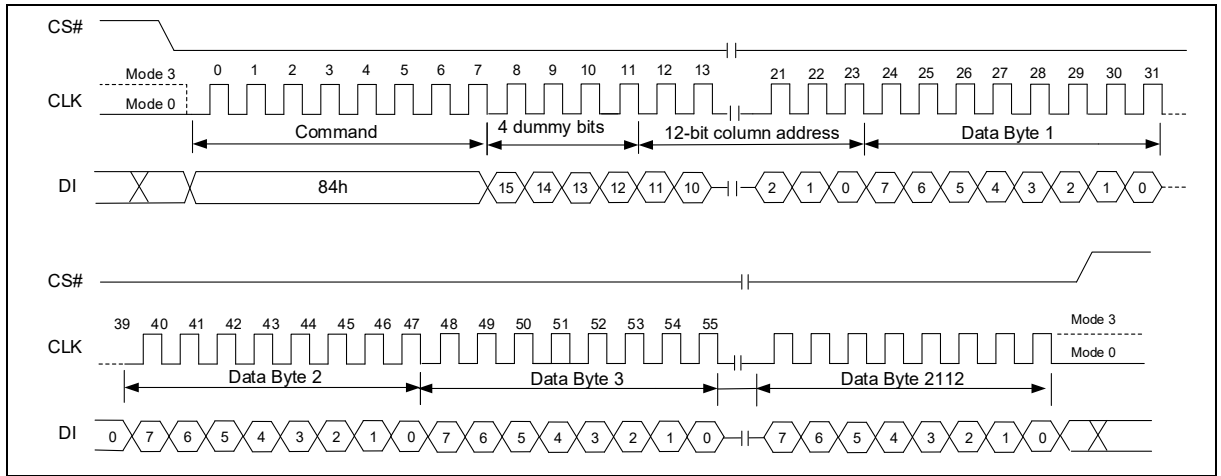 CS#
Mode 3 0 1 2 3 4 5 6 7 8 9 10 11 12 13 21 22 23 24 25 26 27 28 29 30 31
CLK Mode 0
Command 4 dummy bits 12-bit column address Data Byte 1
DI 84h 15 14 13 12 11 10 2 1 0 7 6 5 4 3 2 1 0
CS#
39 40 41 42 43 44 45 46 47 48 49 50 51 52 53 54 55 Mode 3
CLK Mode 0
Data Byte 2 Data Byte 3 Data Byte 2112
DI 0 7 6 5 4 3 2 1 0 7 6 5 4 3 2 1 0 7 6 5 4 3 2 1 0